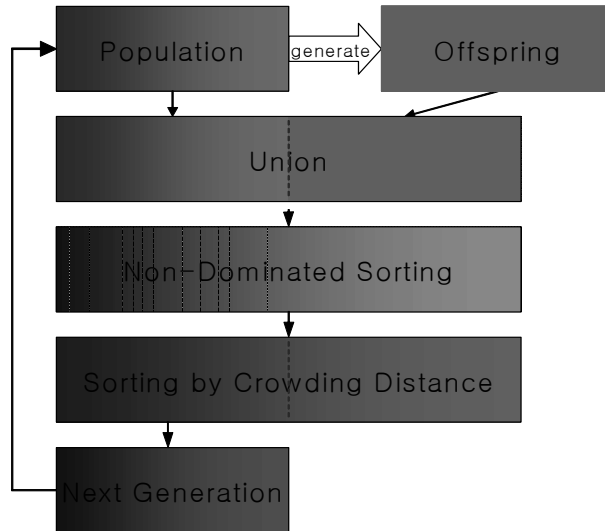 Population
generate
Offspring
Union
Non-Dominated Sorting
Sorting by Crowding Distance
Next Generation